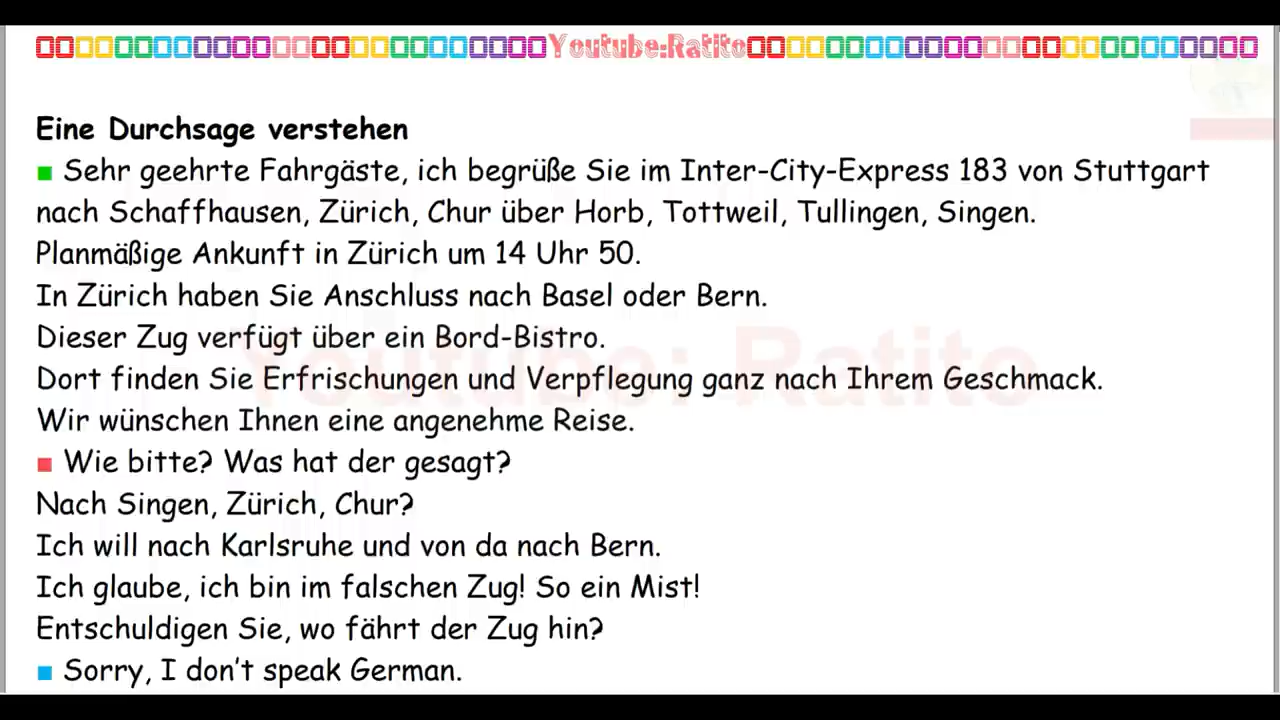 Youtube:Ratito
Eine Durchsage verstehen
Sehr geehrte Fahrgäste, ich begrüße Sie im Inter-City-Express 183 von Stuttgart
nach Schaffhausen, Zürich, Chur über Horb, Tottweil, Tullingen, Singen.
Planmäßige Ankunft in Zürich um 14 Uhr 50.
In Zürich haben Sie Anschluss nach Basel oder Bern.
Dieser Zug verfügt über ein Bord-Bistro.
Youtube: Ratito
Dort finden Sie Erfrischungen und Verpflegung ganz nach Ihrem Geschmack.
Wir wünschen Ihnen eine angenehme Reise.
Wie bitte? Was hat der gesagt?
Nach Singen, Zürich, Chur?
Ich will nach Karlsruhe und von da nach Bern.
Ich glaube, ich bin im falschen Zug! So ein Mist!
Entschuldigen Sie, wo fährt der Zug hin?
Sorry, I don't speak German.